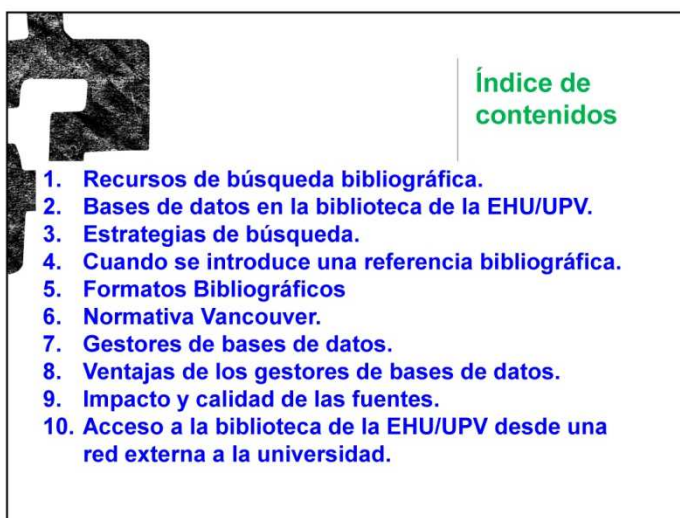 Índice de
contenidos
1. Recursos de búsqueda bibliográfica.
2. Bases de datos en la biblioteca de la EHU/UPV.
3. Estrategias de búsqueda.
4. Cuando se introduce una referencia bibliográfica.
5. Formatos Bibliográficos
6. Normativa Vancouver.
7. Gestores de bases de datos.
8. Ventajas de los gestores de bases de datos.
9. Impacto y calidad de las fuentes.
10. Acceso a la biblioteca de la EHU/UPV desde una
red externa a la universidad.